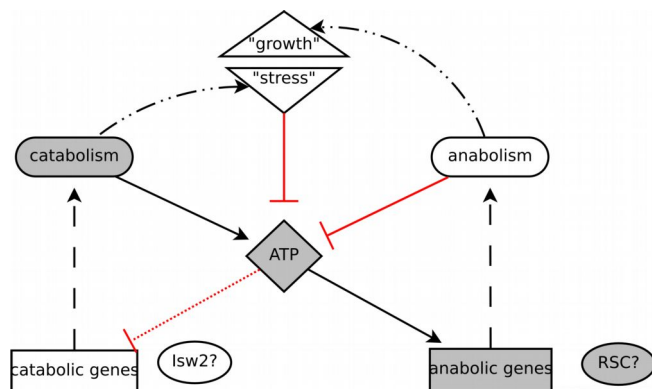 "growth"
"stress"
catabolism
anabolism
ATP
catabolic genes
Isw2?
anabolic genes
RSC?